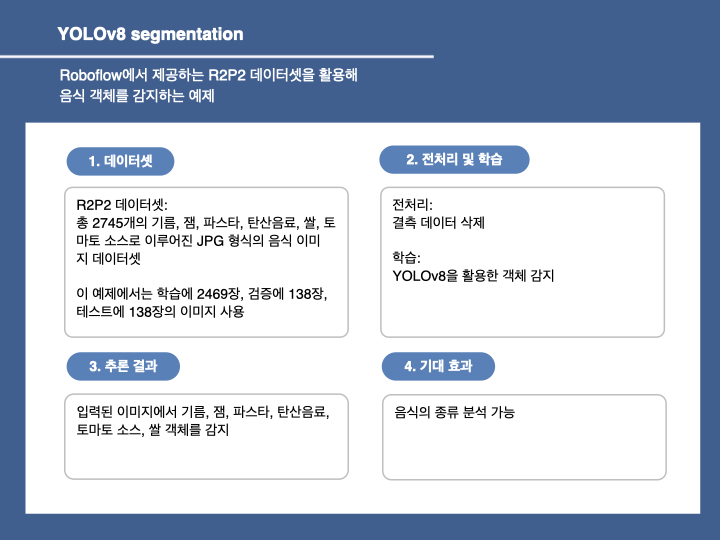 YOLOv8 segmentation
Roboflow에서 제공하는 R2P2 데이터셋을 활용해
음식 객체를 감지하는 예제
1. 데이터셋
R2P2 데이터셋:
총 2745개의 기름, 잼, 파스타, 탄산음료, 쌀, 토
마토 소스로 이루어진 JPG 형식의 음식 이미
지 데이터셋
이 예제에서는 학습에 2469장, 검증에 138장,
테스트에 138장의 이미지 사용
2. 전처리 및 학습
전처리:
결측 데이터 삭제
학습:
YOLOv8을 활용한 객체 감지
3. 추론 결과
입력된 이미지에서 기름, 잼, 파스타, 탄산음료,
토마토 소스, 쌀 객체를 감지
4. 기대 효과
음식의 종류 분석 가능